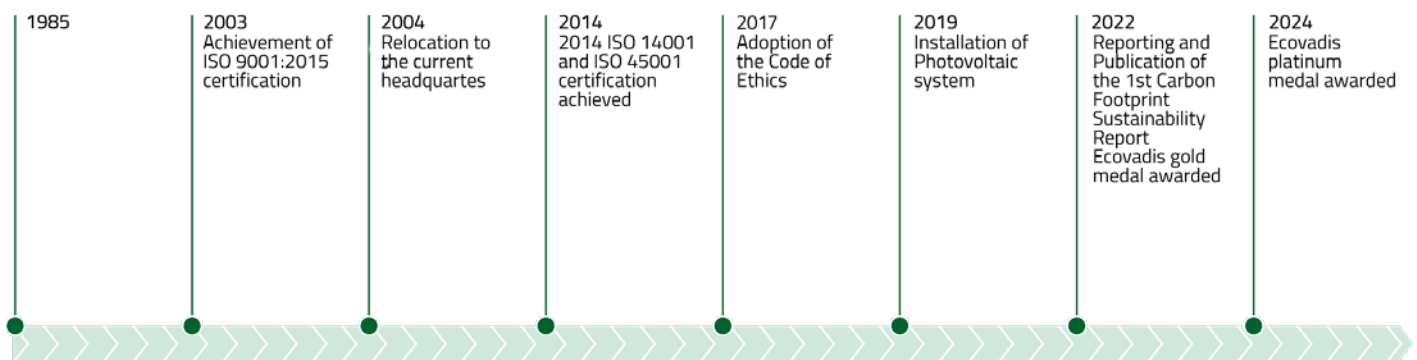 1985
2003
Achievement of
ISO 9001:2015
certification
2004
Relocation to
the current
headquartes
2014
2014 ISO 14001
and ISO 45001
certification
achieved
2017
Adoption of
the Code of
Ethics
2019
Installation of
Photovoltaic
system
2022
Reporting and
Publication of
the 1st Carbon
Footprint
Sustainability
Report
Ecovadis gold
medal awarded
2024
Ecovadis
platinum
medal awarded